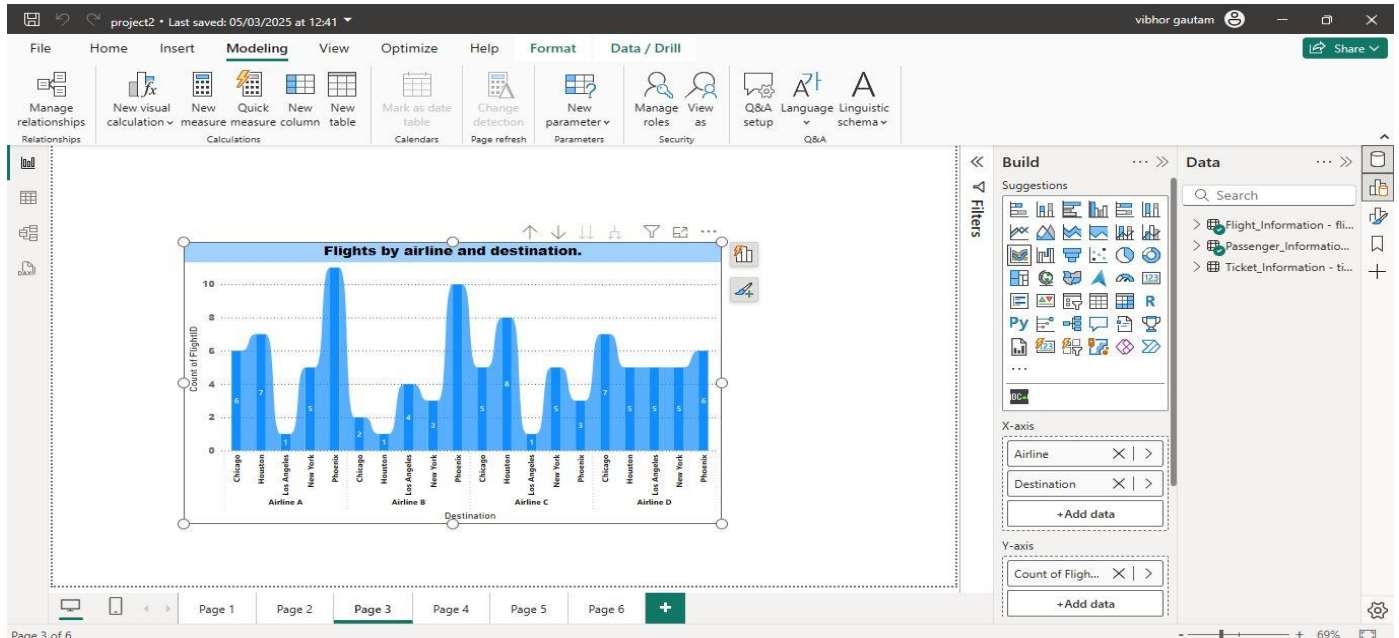 project2 • Last saved: 05/03/2025 at 12:41
vibhor gautam
File Home Insert Modeling View Optimize Help Format Data / Drill
Share
Manage relationships
New visual calculation
New measure
Quick measure
New column
New table
Mark as date table
Change detection
New parameter
Manage roles
View as
Q&A setup
Language
Linguistic schema
Relationships Calculations Calendars Page refresh Parameters Security Q&A
Flights by airline and destination.
Count of FlightID
10
8
6
4
2
0
6 7 1 5 2 1 4 3 5 8 1 5 3 7 5 5 5 6
Chicago Houston Los Angeles New York Phoenix Chicago Houston Los Angeles New York Phoenix Chicago Houston Los Angeles New York Phoenix Chicago Houston Los Angeles New York Phoenix
Airline A Airline B Airline C Airline D
Destination
Filters
Build
Suggestions
123
R
Py
123
...
X-axis
Airline
Destination
+Add data
Y-axis
Count of Fligh...
+Add data
Data
Search
Flight_Information - fli...
Passenger_Informatio...
Ticket_Information - ti...
Page 1 Page 2 Page 3 Page 4 Page 5 Page 6
Page 3 of 6
- + 69%